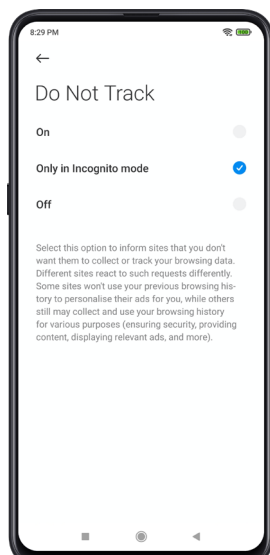 8:29 PM
100
Do Not Track
On
Only in Incognito mode
Off
Select this option to inform sites that you don't
want them to collect or track your browsing data.
Different sites react to such requests differently.
Some sites won't use your previous browsing his-
tory to personalise their ads for you, while others
still may collect and use your browsing history
for various purposes (ensuring security, providing
content, displaying relevant ads, and more).